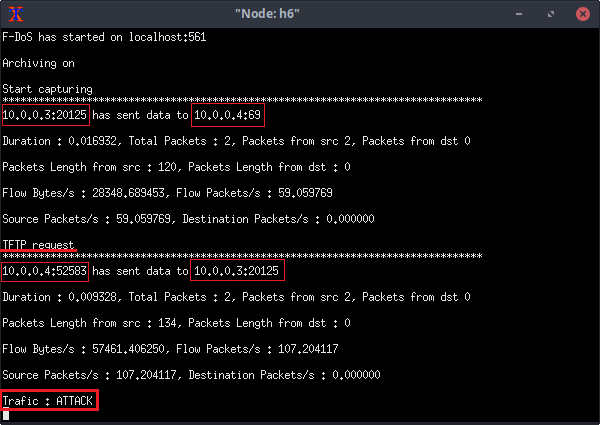 "Node: h6"
F-DoS has started on localhost:561
Archiving on
Start capturing
********************************************************************************
10.0.0.3:20125 has sent data to 10.0.0.4:69
Duration : 0.016932, Total Packets : 2, Packets from src 2, Packets from dst 0
Packets Length from src : 120, Packets Length from dst : 0
Flow Bytes/s : 28348.689453, Flow Packets/s : 59.059769
Source Packets/s : 59.059769, Destination Packets/s : 0.000000
TFTP request
********************************************************************************
10.0.0.4:52583 has sent data to 10.0.0.3:20125
Duration : 0.009328, Total Packets : 2, Packets from src 2, Packets from dst 0
Packets Length from src : 134, Packets Length from dst : 0
Flow Bytes/s : 57461.406250, Flow Packets/s : 107.204117
Source Packets/s : 107.204117, Destination Packets/s : 0.000000
Trafic : ATTACK